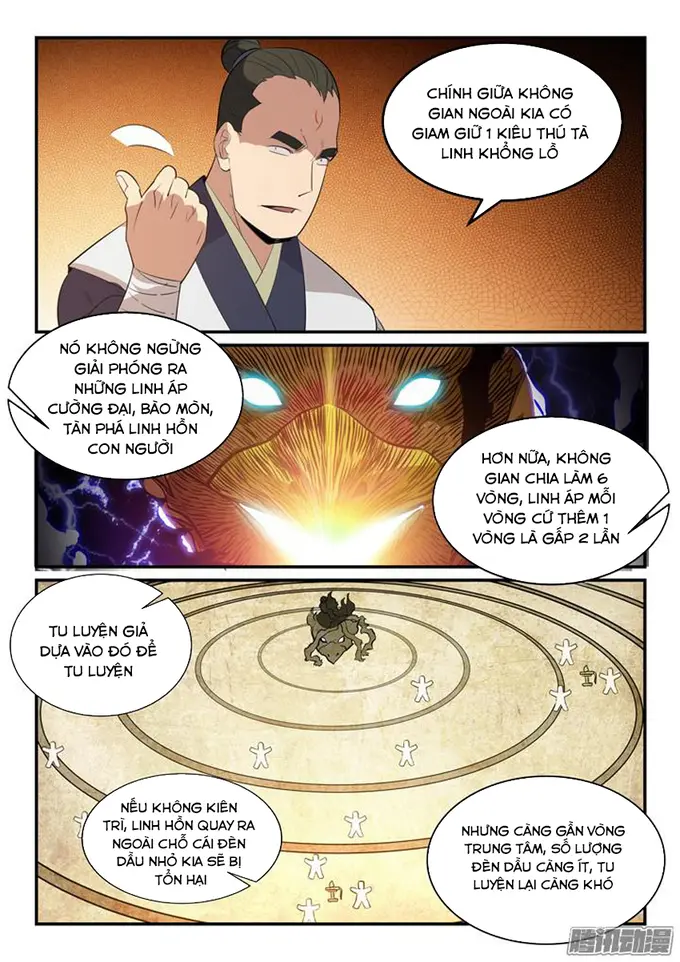 CHÍNH GIỮA KHÔNG
GIAN NGOÀI KIA CÓ
GIAM GIỮ 1 KIÊU THÚ TÀ
LINH KHỔNG LỒ
NÓ KHÔNG NGỪNG
GIẢI PHÓNG RA
NHỮNG LINH ÁP
CƯỜNG ĐẠI, BÀO MÒN,
TÀN PHÁ LINH HỒN
CON NGƯỜI
HƠN NỮA, KHÔNG
GIAN CHIA LÀM 6
VÒNG, LINH ÁP MỖI
VÒNG CỨ THÊM 1
VÒNG LÀ GẤP 2 LẦN
TU LUYỆN GIẢ
DỰA VÀO ĐÓ ĐỂ
TU LUYỆN
NẾU KHÔNG KIÊN
TRÌ, LINH HỒN QUAY RA
NGOÀI CHỖ CÁI ĐÈN
DẦU NHỎ KIA SẼ BỊ
TỔN HẠI
NHƯNG CÀNG GẦN VÒNG
TRUNG TÂM, SỐ LƯỢNG
ĐÈN DẦU CÀNG ÍT, TU
LUYỆN LẠI CÀNG KHÓ
腾讯动漫